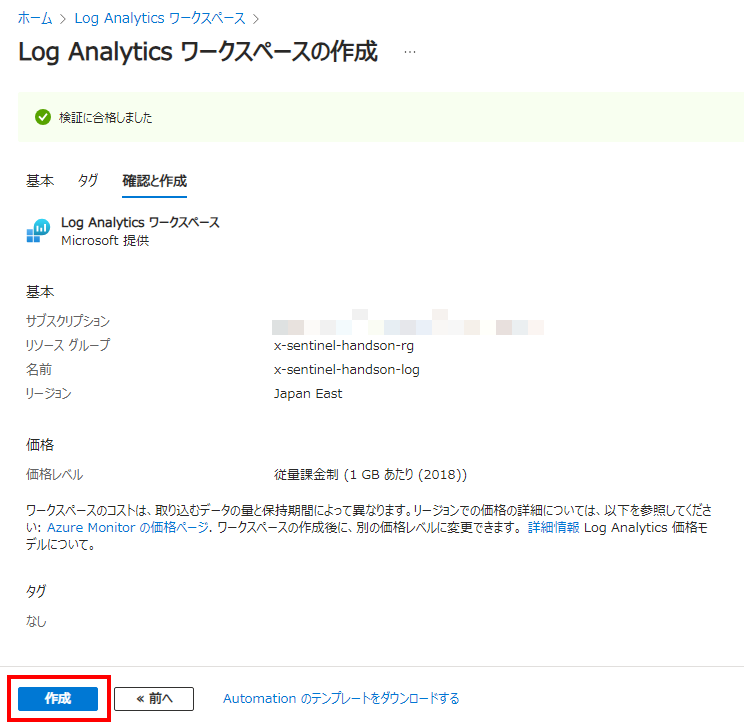 ホーム > Log Analytics ワークスペース >
Log Analytics ワークスペースの作成 …
検証に合格しました
基本 タグ 確認と作成
Log Analytics ワークスペース
Microsoft 提供
基本
サブスクリプション
リソース グループ x-sentinel-handson-rg
名前 x-sentinel-handson-log
リージョン Japan East
価格
価格レベル 従量課金制 (1 GB あたり (2018))
ワークスペースのコストは、取り込むデータの量と保持期間によって異なります。リージョンでの価格の詳細については、以下を参照してくださ
い: Azure Monitor の価格ページ. ワークスペースの作成後に、別の価格レベルに変更できます。 詳細情報 Log Analytics 価格モ
デルについて。
タグ
なし
作成 « 前へ Automation のテンプレートをダウンロードする